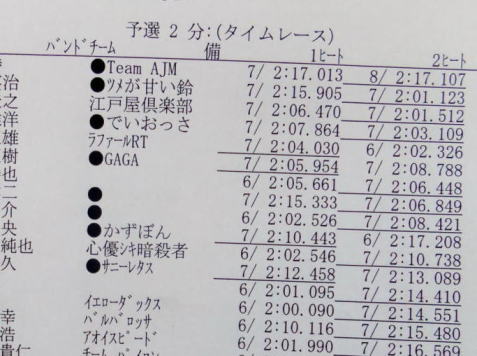 予選 2 分:(タイムレース)
バンドチーム 備 1ヒート 2ヒート
●Team AJM 7/ 2:17.013 8/ 2:17.107
治 ●ツメが甘い鈴 7/ 2:15.905 7/ 2:01.123
之 江戸屋倶楽部 7/ 2:06.470 7/ 2:01.512
洋 ●でいおっさ 7/ 2:07.864 7/ 2:03.109
雄 ラファールRT 7/ 2:04.030 6/ 2:02.326
樹 ●GAGA 7/ 2:05.954 7/ 2:08.788
也 6/ 2:05.661 7/ 2:06.448
二 ● 7/ 2:15.333 7/ 2:06.849
介 ● 6/ 2:02.526 7/ 2:08.421
央 ●かずぼん 7/ 2:10.443 6/ 2:17.208
純也 心優シキ暗殺者 6/ 2:02.546 7/ 2:10.738
久 ●サニーレタス 7/ 2:12.458 7/ 2:13.089
6/ 2:01.095 7/ 2:14.410
イエローダックス 6/ 2:00.090 7/ 2:14.551
幸 バルバロッサ 6/ 2:10.116 7/ 2:15.480
浩 アオイスピード 6/ 2:01.990 7/ 2:16.569
貴仁